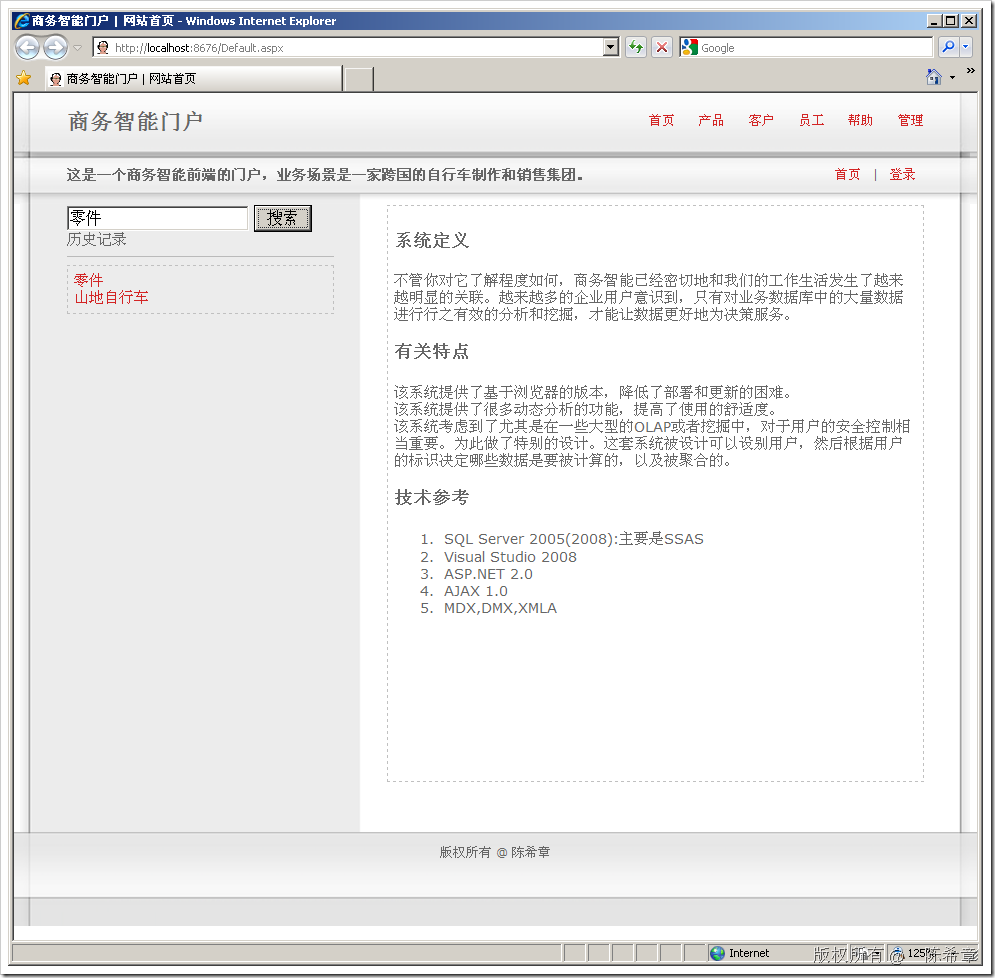 商务智能门户 | 网站首页 - Windows Internet Explorer
http://localhost:8676/Default.aspx
Google
商务智能门户 | 网站首页
商务智能门户
首页 产品 客户 员工 帮助 管理
这是一个商务智能前端的门户，业务场景是一家跨国的自行车制作和销售集团。
首页 | 登录
零件 搜索
历史记录
零件
山地自行车
系统定义
不管你对它了解程度如何，商务智能已经密切地和我们的工作生活发生了越来
越明显的关联。越来越多的企业用户意识到，只有对业务数据库中的大量数据
进行行之有效的分析和挖掘，才能让数据更好地为决策服务。
有关特点
该系统提供了基于浏览器的版本，降低了部署和更新的困难。
该系统提供了很多动态分析的功能，提高了使用的舒适度。
该系统考虑到了尤其是在一些大型的OLAP或者挖掘中，对于用户的安全控制相
当重要。为此做了特别的设计。这套系统被设计可以设别用户，然后根据用户
的标识决定哪些数据是要被计算的，以及被聚合的。
技术参考
1. SQL Server 2005(2008):主要是SSAS
2. Visual Studio 2008
3. ASP.NET 2.0
4. AJAX 1.0
5. MDX,DMX,XMLA
版权所有 @ 陈希章
Internet
125%
版权所有 @ 陈希章